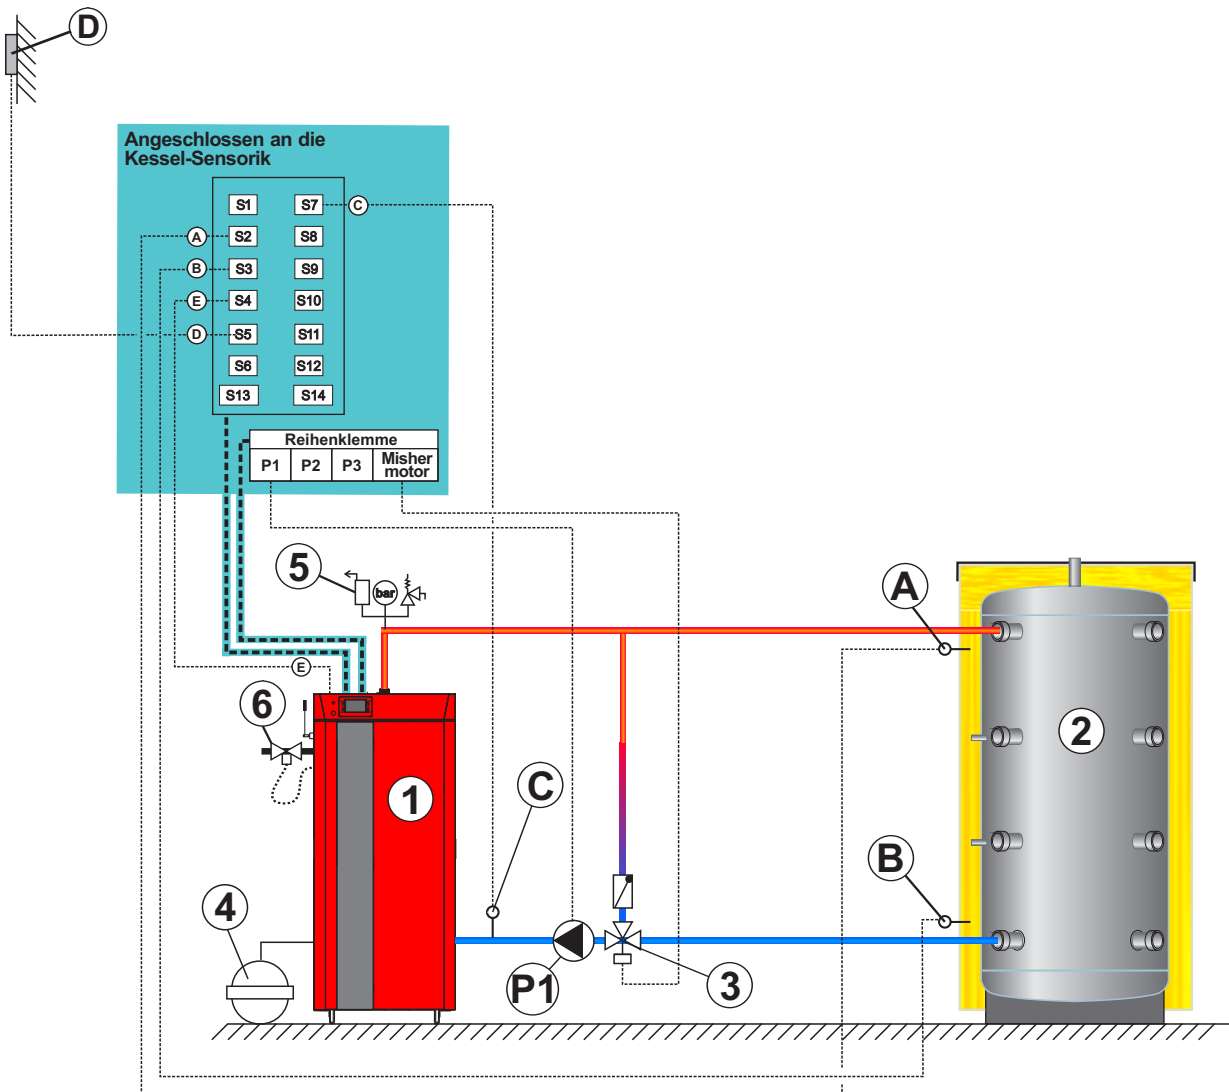 D
Angeschlossen an die
Kessel-Sensorik
S1 S7 C
A S2 S8
B S3 S9
E S4 S10
D S5 S11
S6 S12
S13 S14
Reihenklemme
P1 P2 P3 Misher
motor
5
bar
A
E
6
2
1
C
B
4
P1
3